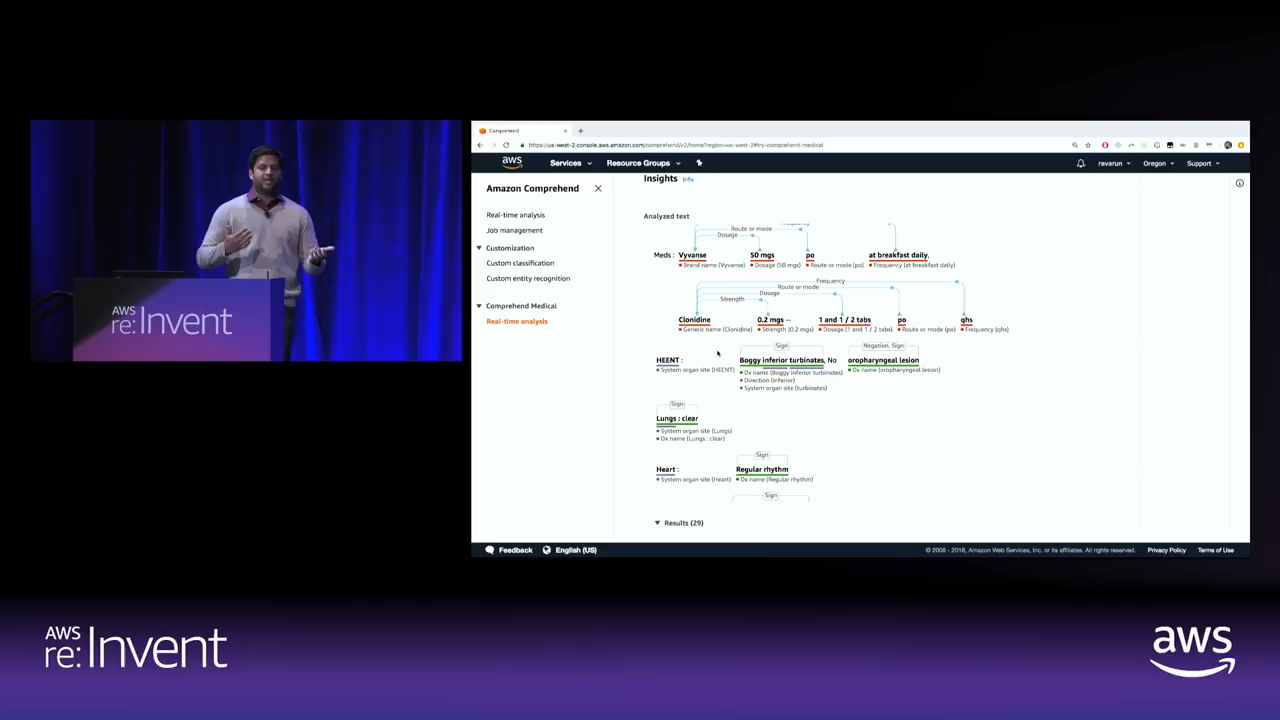 Comprehend
https://us-west-2.console.aws.amazon.com/comprehend/v2/home?region=us-west-2#try-comprehend-medical
aws Services Resource Groups ravarun Oregon Support
Amazon Comprehend
Real-time analysis
Job management
Customization
Custom classification
Custom entity recognition
Comprehend Medical
Real-time analysis
Insights Info
Analyzed text
Frequency
Route or mode
Dosage
Meds : Vyvanse 50 mgs po at breakfast daily,
Brand name (Vyvanse) Dosage (50 mg) Route or mode (po) Frequency (at breakfast daily)
Frequency
Route or mode
Dosage
Strength
Clonidine 0.2 mgs -- 1 and 1 / 2 tabs po qhs
Generic name (Clonidine) Strength (0.2 mg) Dosage (1 and 1 / 2 tabs) Route or mode (po) Frequency (qhs)
Sign Negation, Sign
HEENT : Boggy inferior turbinates, No oropharyngeal lesion
System organ site (HEENT) Dx name (Boggy inferior turbinates) Dx name (oropharyngeal lesion)
Direction (inferior)
System organ site (turbinates)
Sign
Lungs : clear
System organ site (Lungs)
Dx name (Lungs : clear)
Sign
Heart : Regular rhythm
System organ site (Heart) Dx name (Regular rhythm)
Sign
Results (29)
Feedback English (US) © 2008 - 2018, Amazon Web Services, Inc. or its affiliates. All rights reserved. Privacy Policy Terms of Use
AWS
re:Invent
AWS
re:Invent
aws